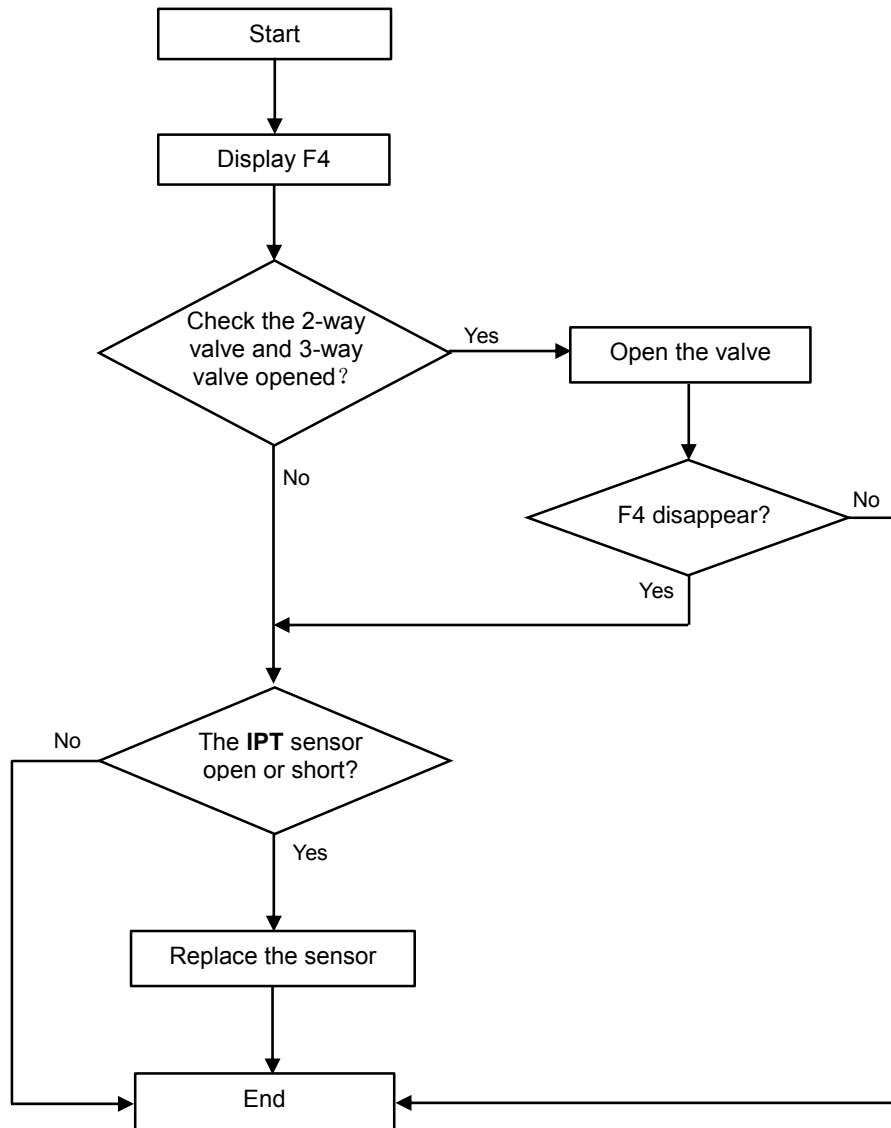 Start
Display F4
Check the 2-way
valve and 3-way
valve opened？
Yes
Open the valve
No
F4 disappear?
No
Yes
No
The IPT sensor
open or short?
Yes
Replace the sensor
End